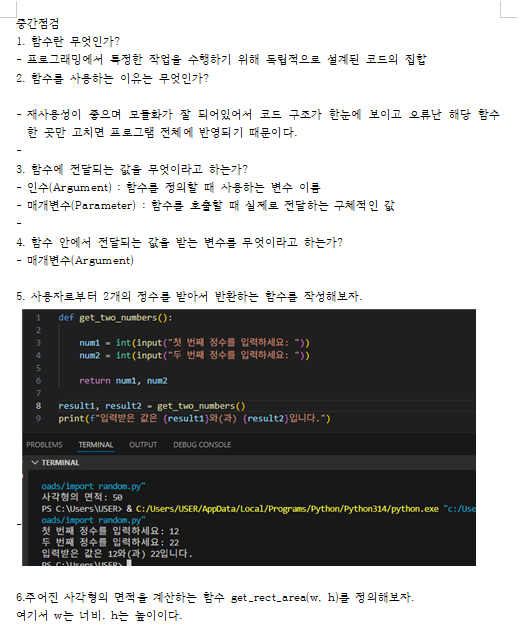 중간점검
1. 함수란 무엇인가?
- 프로그래밍에서 특정한 작업을 수행하기 위해 독립적으로 설계된 코드의 집합
2. 함수를 사용하는 이유는 무엇인가?
- 재사용성이 좋으며 모듈화가 잘 되어있어서 코드 구조가 한눈에 보이고 오류난 해당 함수
한 곳만 고치면 프로그램 전체에 반영되기 때문이다.
-
3. 함수에 전달되는 값을 무엇이라고 하는가?
- 인수(Argument) : 함수를 정의할 때 사용하는 변수 이름
- 매개변수(Parameter) : 함수를 호출할 때 실제로 전달하는 구체적인 값
-
4. 함수 안에서 전달되는 값을 받는 변수를 무엇이라고 하는가?
- 매개변수(Argument)
5. 사용자로부터 2개의 정수를 받아서 반환하는 함수를 작성해보자.
1 def get_two_numbers():
2
3 num1 = int(input("첫 번째 정수를 입력하세요: "))
4 num2 = int(input("두 번째 정수를 입력하세요: "))
5
6 return num1, num2
7
8 result1, result2 = get_two_numbers()
9 print(f"입력받은 값은 {result1}와(과) {result2}입니다.")
PROBLEMS TERMINAL OUTPUT DEBUG CONSOLE
TERMINAL
oads/import random.py"
사각형의 면적: 50
PS C:\Users\USER> & C:/Users/USER/AppData/Local/Programs/Python/Python314/python.exe "c:/Use
oads/import random.py"
첫 번째 정수를 입력하세요: 12
두 번째 정수를 입력하세요: 22
입력받은 값은 12와(과) 22입니다.
PS C:\Users\USER>
-
6.주어진 사각형의 면적을 계산하는 함수 get_rect_area(w, h)를 정의해보자.
여기서 w는 너비, h는 높이이다.